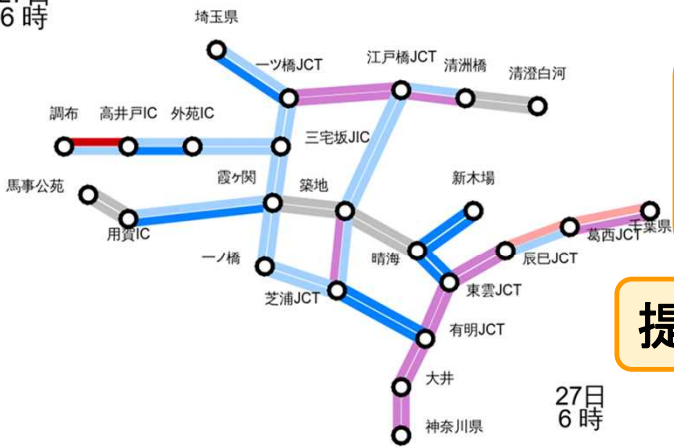 6 時
埼玉県
一ツ橋JCT
江戸橋JCT
清洲橋
清澄白河
調布
高井戸IC
外苑IC
三宅坂JIC
馬事公苑
霞ヶ関
築地
新木場
用賀IC
千葉県
葛西JCT
一ノ橋
晴海
辰巳JCT
芝浦JCT
東雲JCT
提
有明JCT
大井
27日
6 時
神奈川県